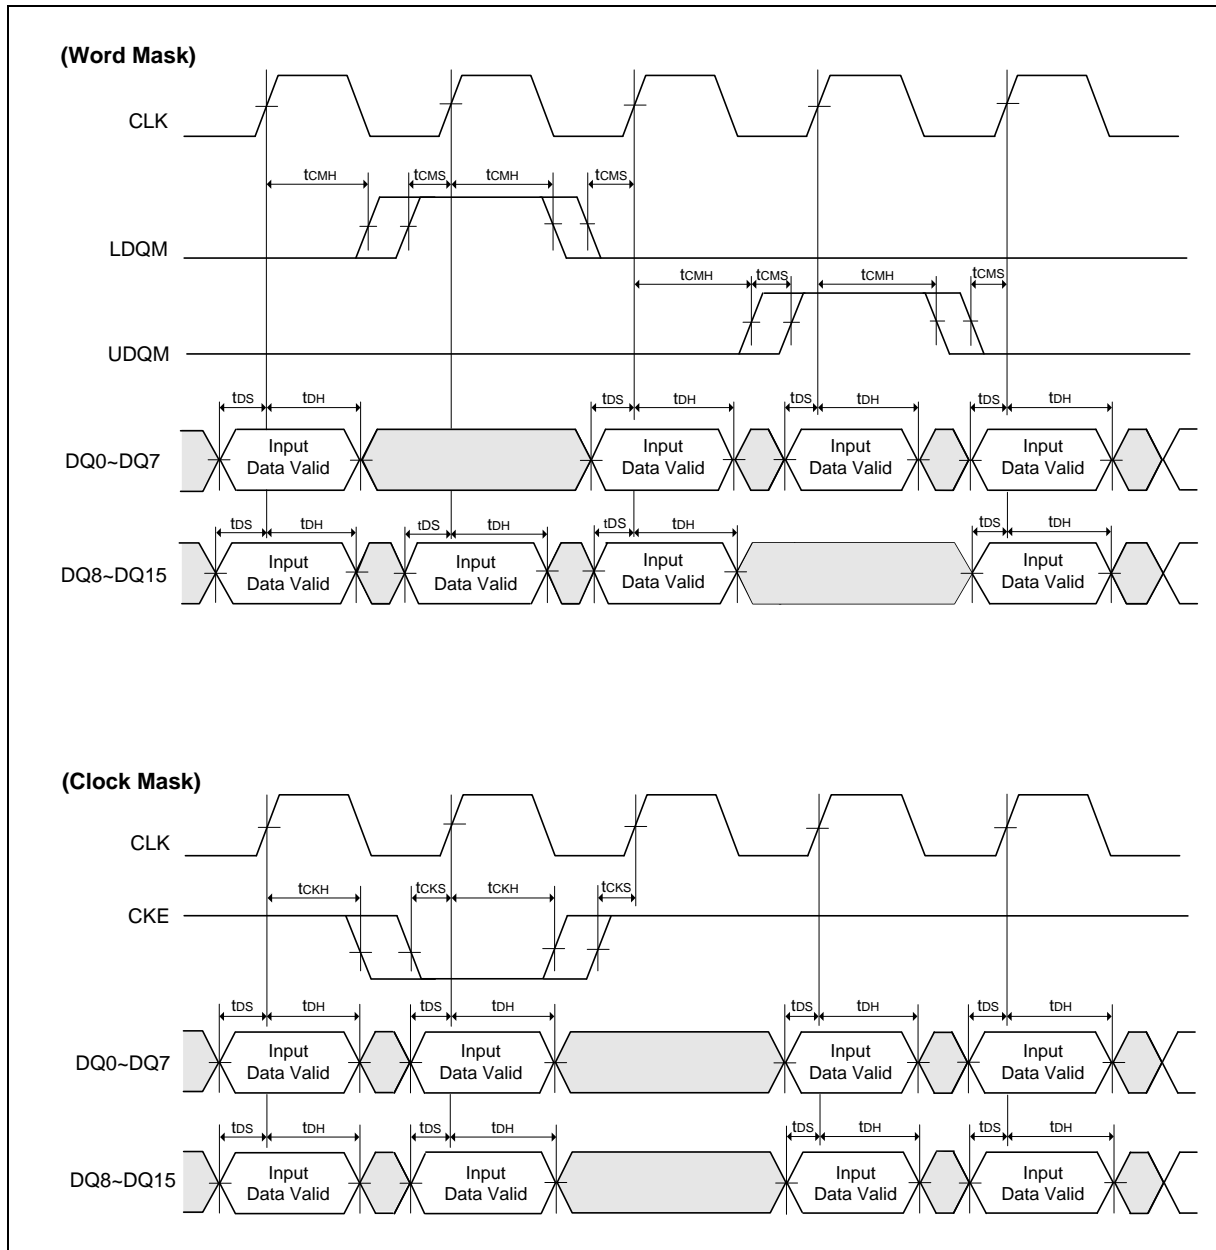 (Word Mask)
CLK
tCMH tCMS tCMH tCMS
LDQM
tCMH tCMS tCMH tCMS
UDQM
tDS tDH tDS tDH tDS tDH tDS tDH
DQ0~DQ7
Input Data Valid
Input Data Valid
Input Data Valid
Input Data Valid
tDS tDH tDS tDH tDS tDH tDS tDH
DQ8~DQ15
Input Data Valid
Input Data Valid
Input Data Valid
Input Data Valid
(Clock Mask)
CLK
tCKH tCKS tCKH tCKS
CKE
tDS tDH tDS tDH tDS tDH tDS tDH
DQ0~DQ7
Input Data Valid
Input Data Valid
Input Data Valid
Input Data Valid
tDS tDH tDS tDH tDS tDH tDS tDH
DQ8~DQ15
Input Data Valid
Input Data Valid
Input Data Valid
Input Data Valid